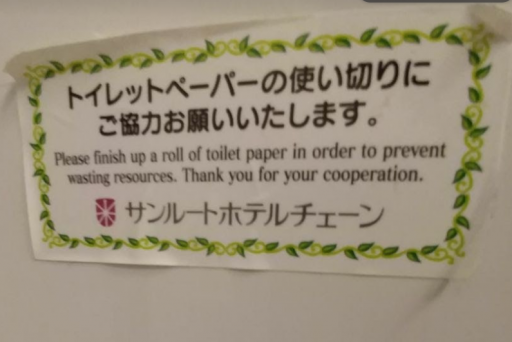 トイレットペーパーの使い切りに
ご協力お願いいたします。
Please finish up a roll of toilet paper in order to prevent
wasting resources. Thank you for your cooperation.
サンルートホテルチェーン